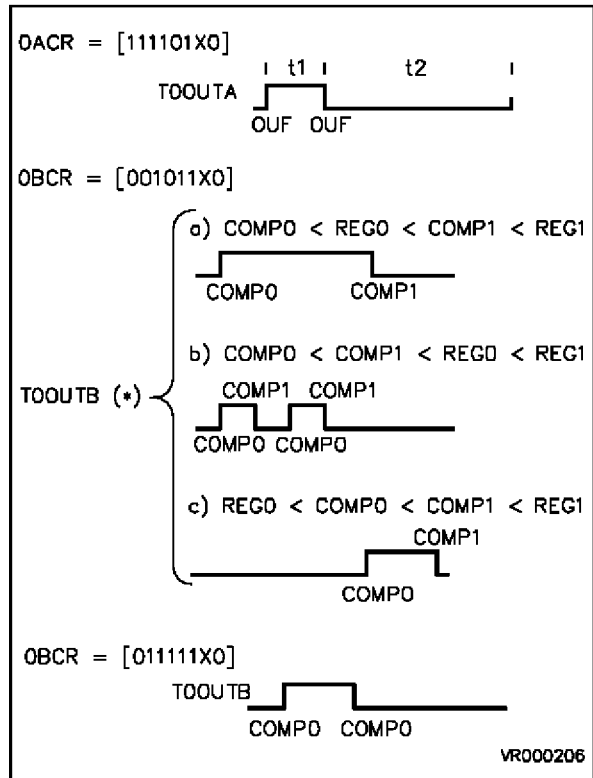 OACR = [111101X0]
t1 t2
TOOUTA
OUF OUF
OBCR = [001011X0]
a) COMP0 < REG0 < COMP1 < REG1
COMP0 COMP1
b) COMP0 < COMP1 < REG0 < REG1
TOOUTB (*)
COMP1 COMP1
COMP0 COMP0
c) REG0 < COMP0 < COMP1 < REG1
COMP1
COMP0
OBCR = [011111X0]
TOOUTB
COMP0 COMP0
VR000206